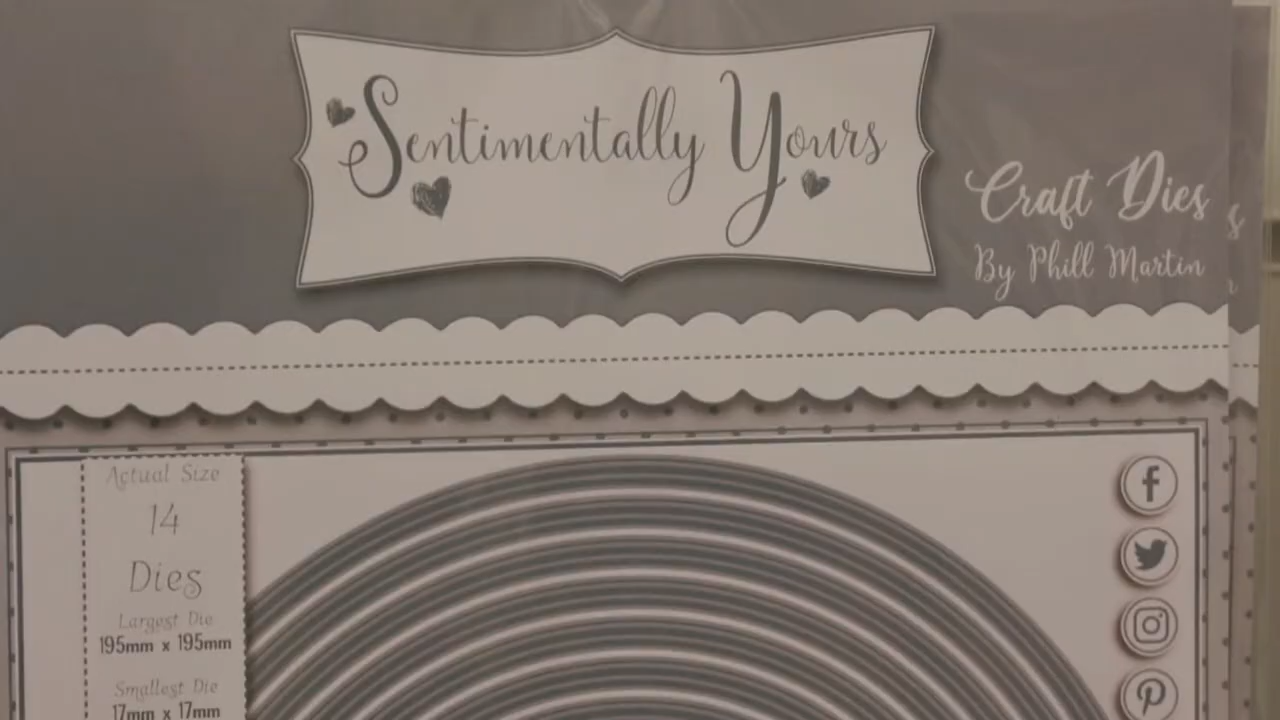 Sentimentally Yours
Craft Dies
By Phill Martin
Actual Size
14
Dies
Largest Die
195mm x 195mm
Smallest Die
17mm x 17mm